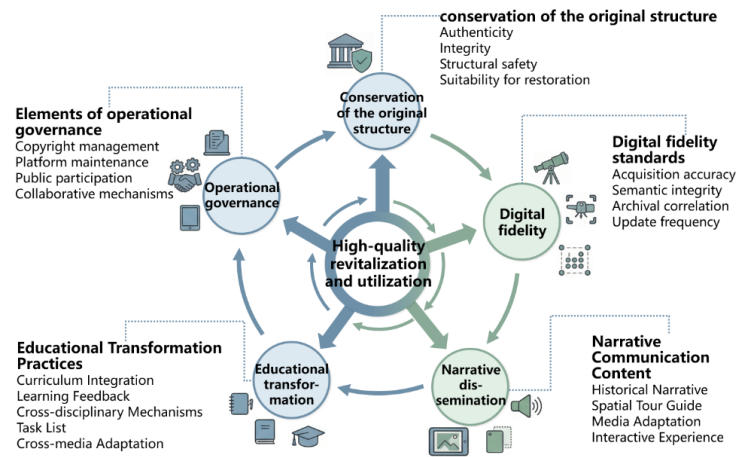 conservation of the original structure
Authenticity
Integrity
Structural safety
Suitability for restoration
Conservation
of the original
structure
Elements of operational
governance
Copyright management
Platform maintenance
Public participation
Collaborative mechanisms
Operational
governance
Digital fidelity
standards
Acquisition accuracy
Semantic integrity
Archival correlation
Update frequency
Digital
fidelity
High-quality
revitalization
and utilization
Educational Transformation
Practices
Curriculum Integration
Learning Feedback
Cross-disciplinary Mechanisms
Task List
Cross-media Adaptation
Educational
transfor-
mation
Narrative
dis-
semination
Narrative
Communication
Content
Historical Narrative
Spatial Tour Guide
Media Adaptation
Interactive Experience